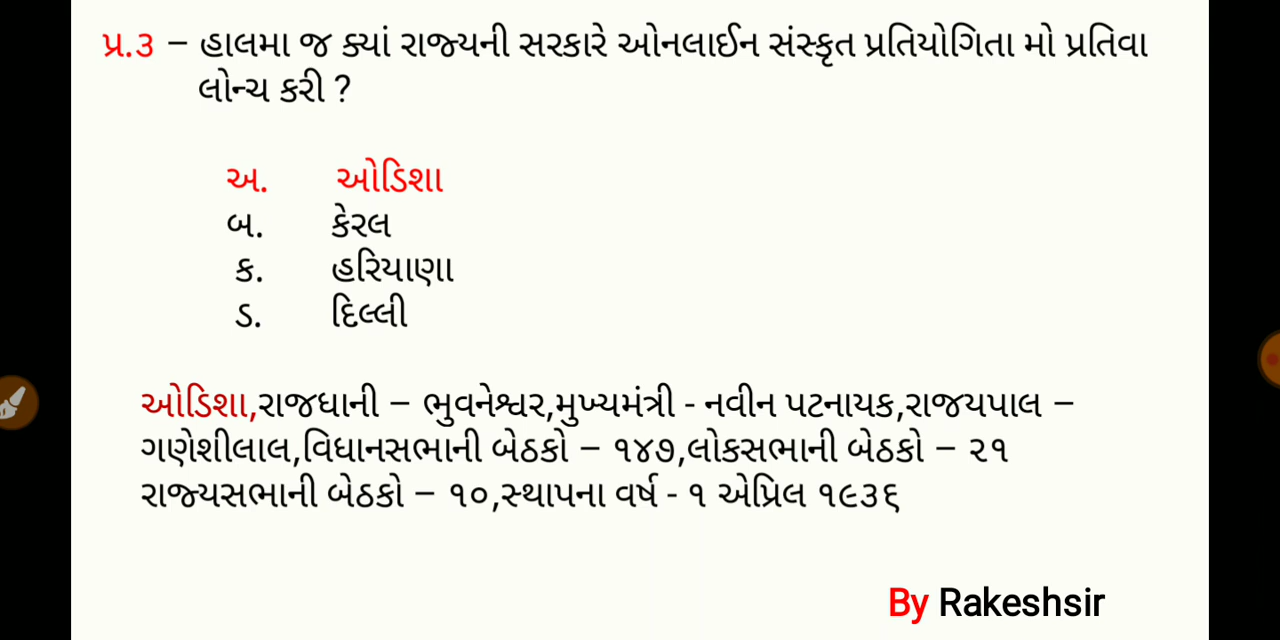 પ્ર.૩ – હાલમા જ ક્યાં રાજ્યની સરકારે ઓનલાઈન સંસ્કૃત પ્રતિયોગિતા મો પ્રતિવા
લોન્ચ કરી ?
અ. ઓડિશા
બ. કેરલ
ક. હરિયાણા
ડ. દિલ્લી
ઓડિશા,રાજધાની – ભુવનેશ્વર,મુખ્યમંત્રી - નવીન પટનાયક,રાજયપાલ –
ગણેશીલાલ,વિધાનસભાની બેઠકો – ૧૪૭,લોકસભાની બેઠકો – ૨૧
રાજ્યસભાની બેઠકો – ૧૦,સ્થાપના વર્ષ - ૧ એપ્રિલ ૧૯૩૬
By Rakeshsir